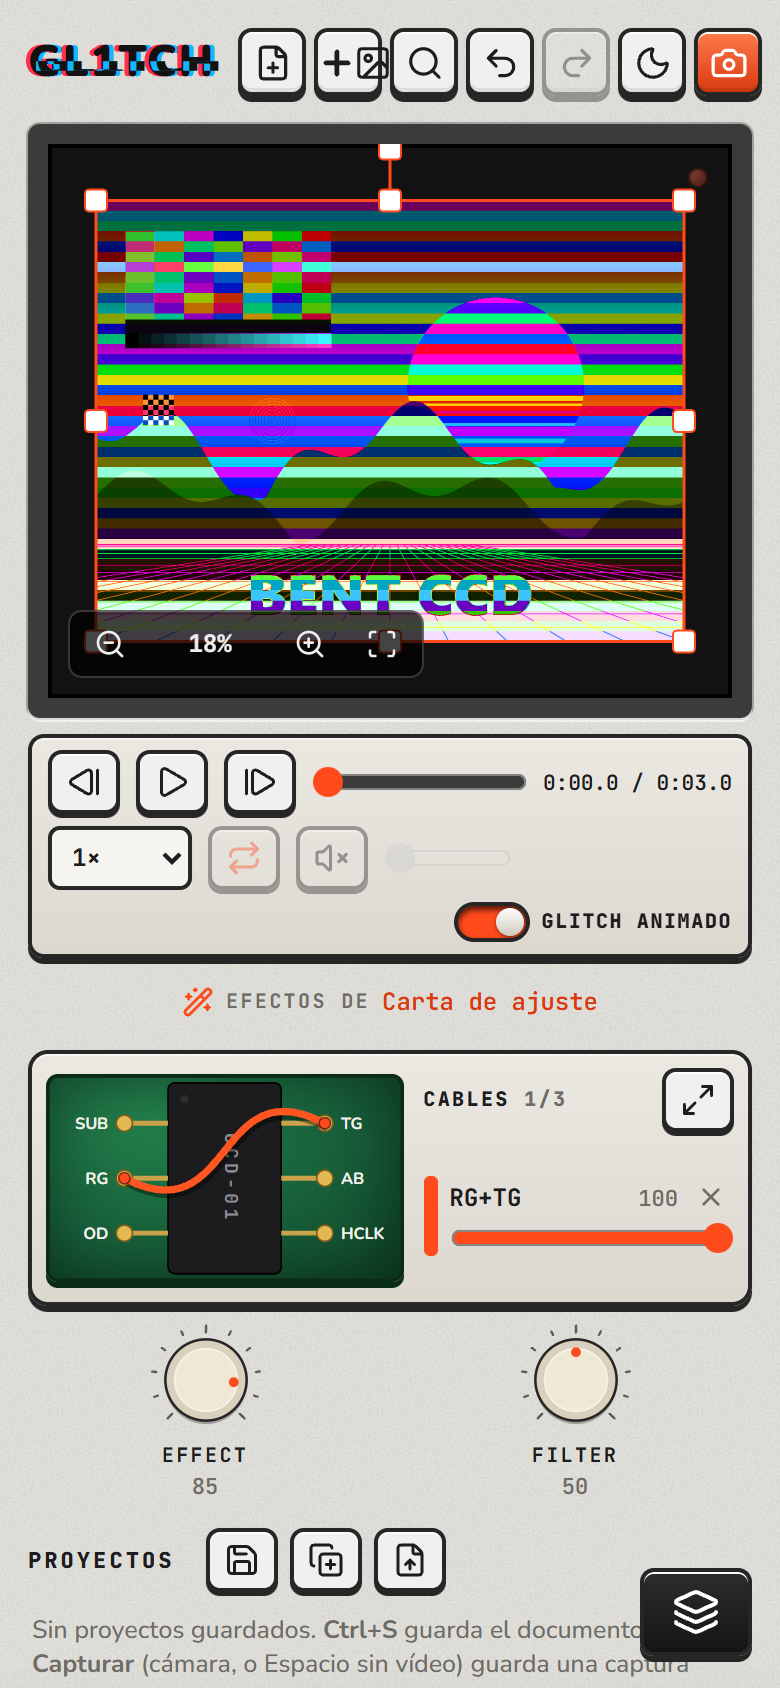 GL1TCH
BENT CCD
18%
0:00.0 / 0:03.0
1×
GLITCH ANIMADO
EFECTOS DE Carta de ajuste
CABLES 1/3
SUB
TG
RG
AB
OD
HCLK
CCD-01
RG+TG 100
EFFECT
85
FILTER
50
PROYECTOS
Sin proyectos guardados. Ctrl+S guarda el documento
Capturar (cámara, o Espacio sin vídeo) guarda una captura